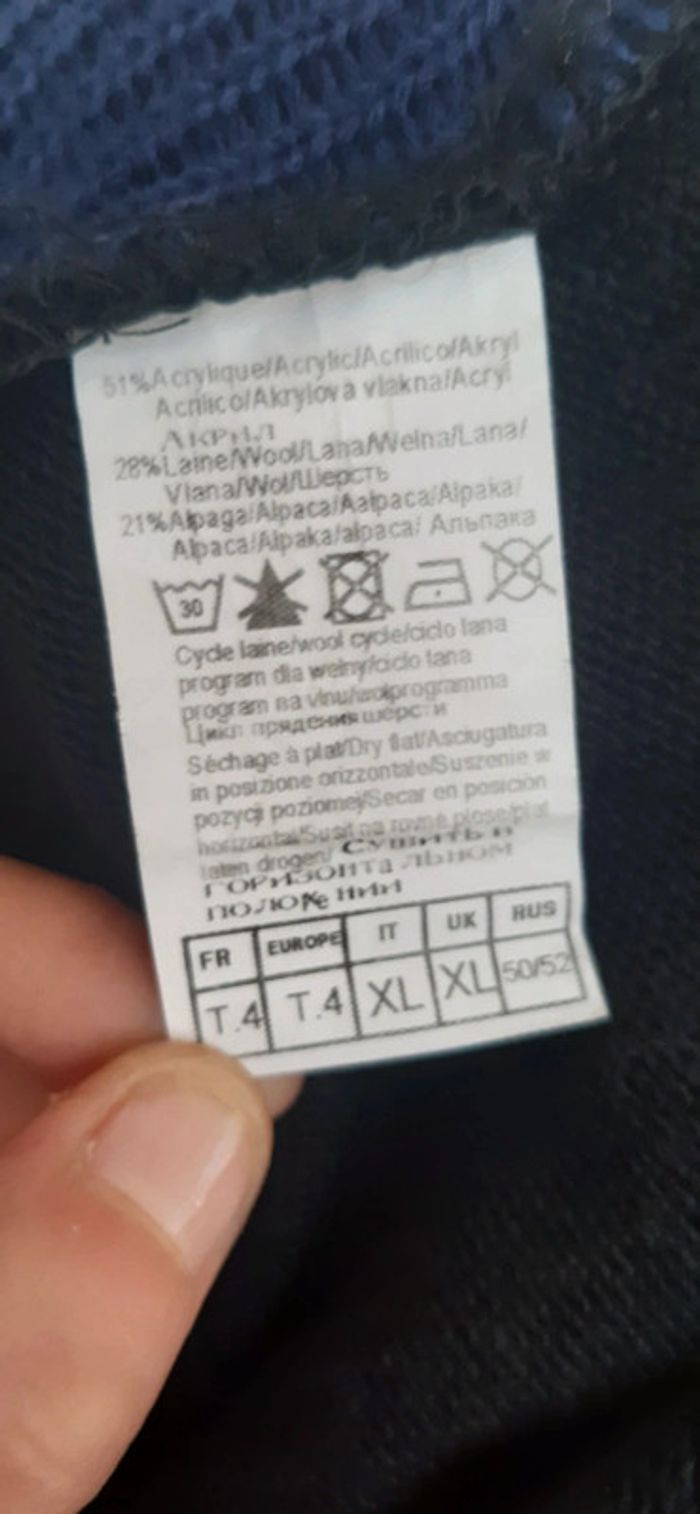 51%Acrylique/Acrylic/Acrilico/Akryl
Acrilico/Akrylova vlakna/Acryl
Акрил
28%Laine/Wool/Lana/Welna/Lana/
Vlana/Wol/Шерсть
21%Alpaga/Alpaca/Aalpaca/Alpaka/
Alpaca/Alpaka/alpaca/ Альпака
30
Cycle laine/wool cycle/ciclo lana
program dla welny/ciclo lana
program na vlnu/wolprogramma
Цикл прядения шерсти
Séchage à plat/Dry flat/Asciugatura
in posizione orizzontale/Suszenie w
pozycji poziomej/Secar en posición
horizontal/Susit na rovné plose/plat
laten drogen/ Сушить в
горизонтальном
положении
FR EUROPE IT UK RUS
T.4 T.4 XL XL 50/52